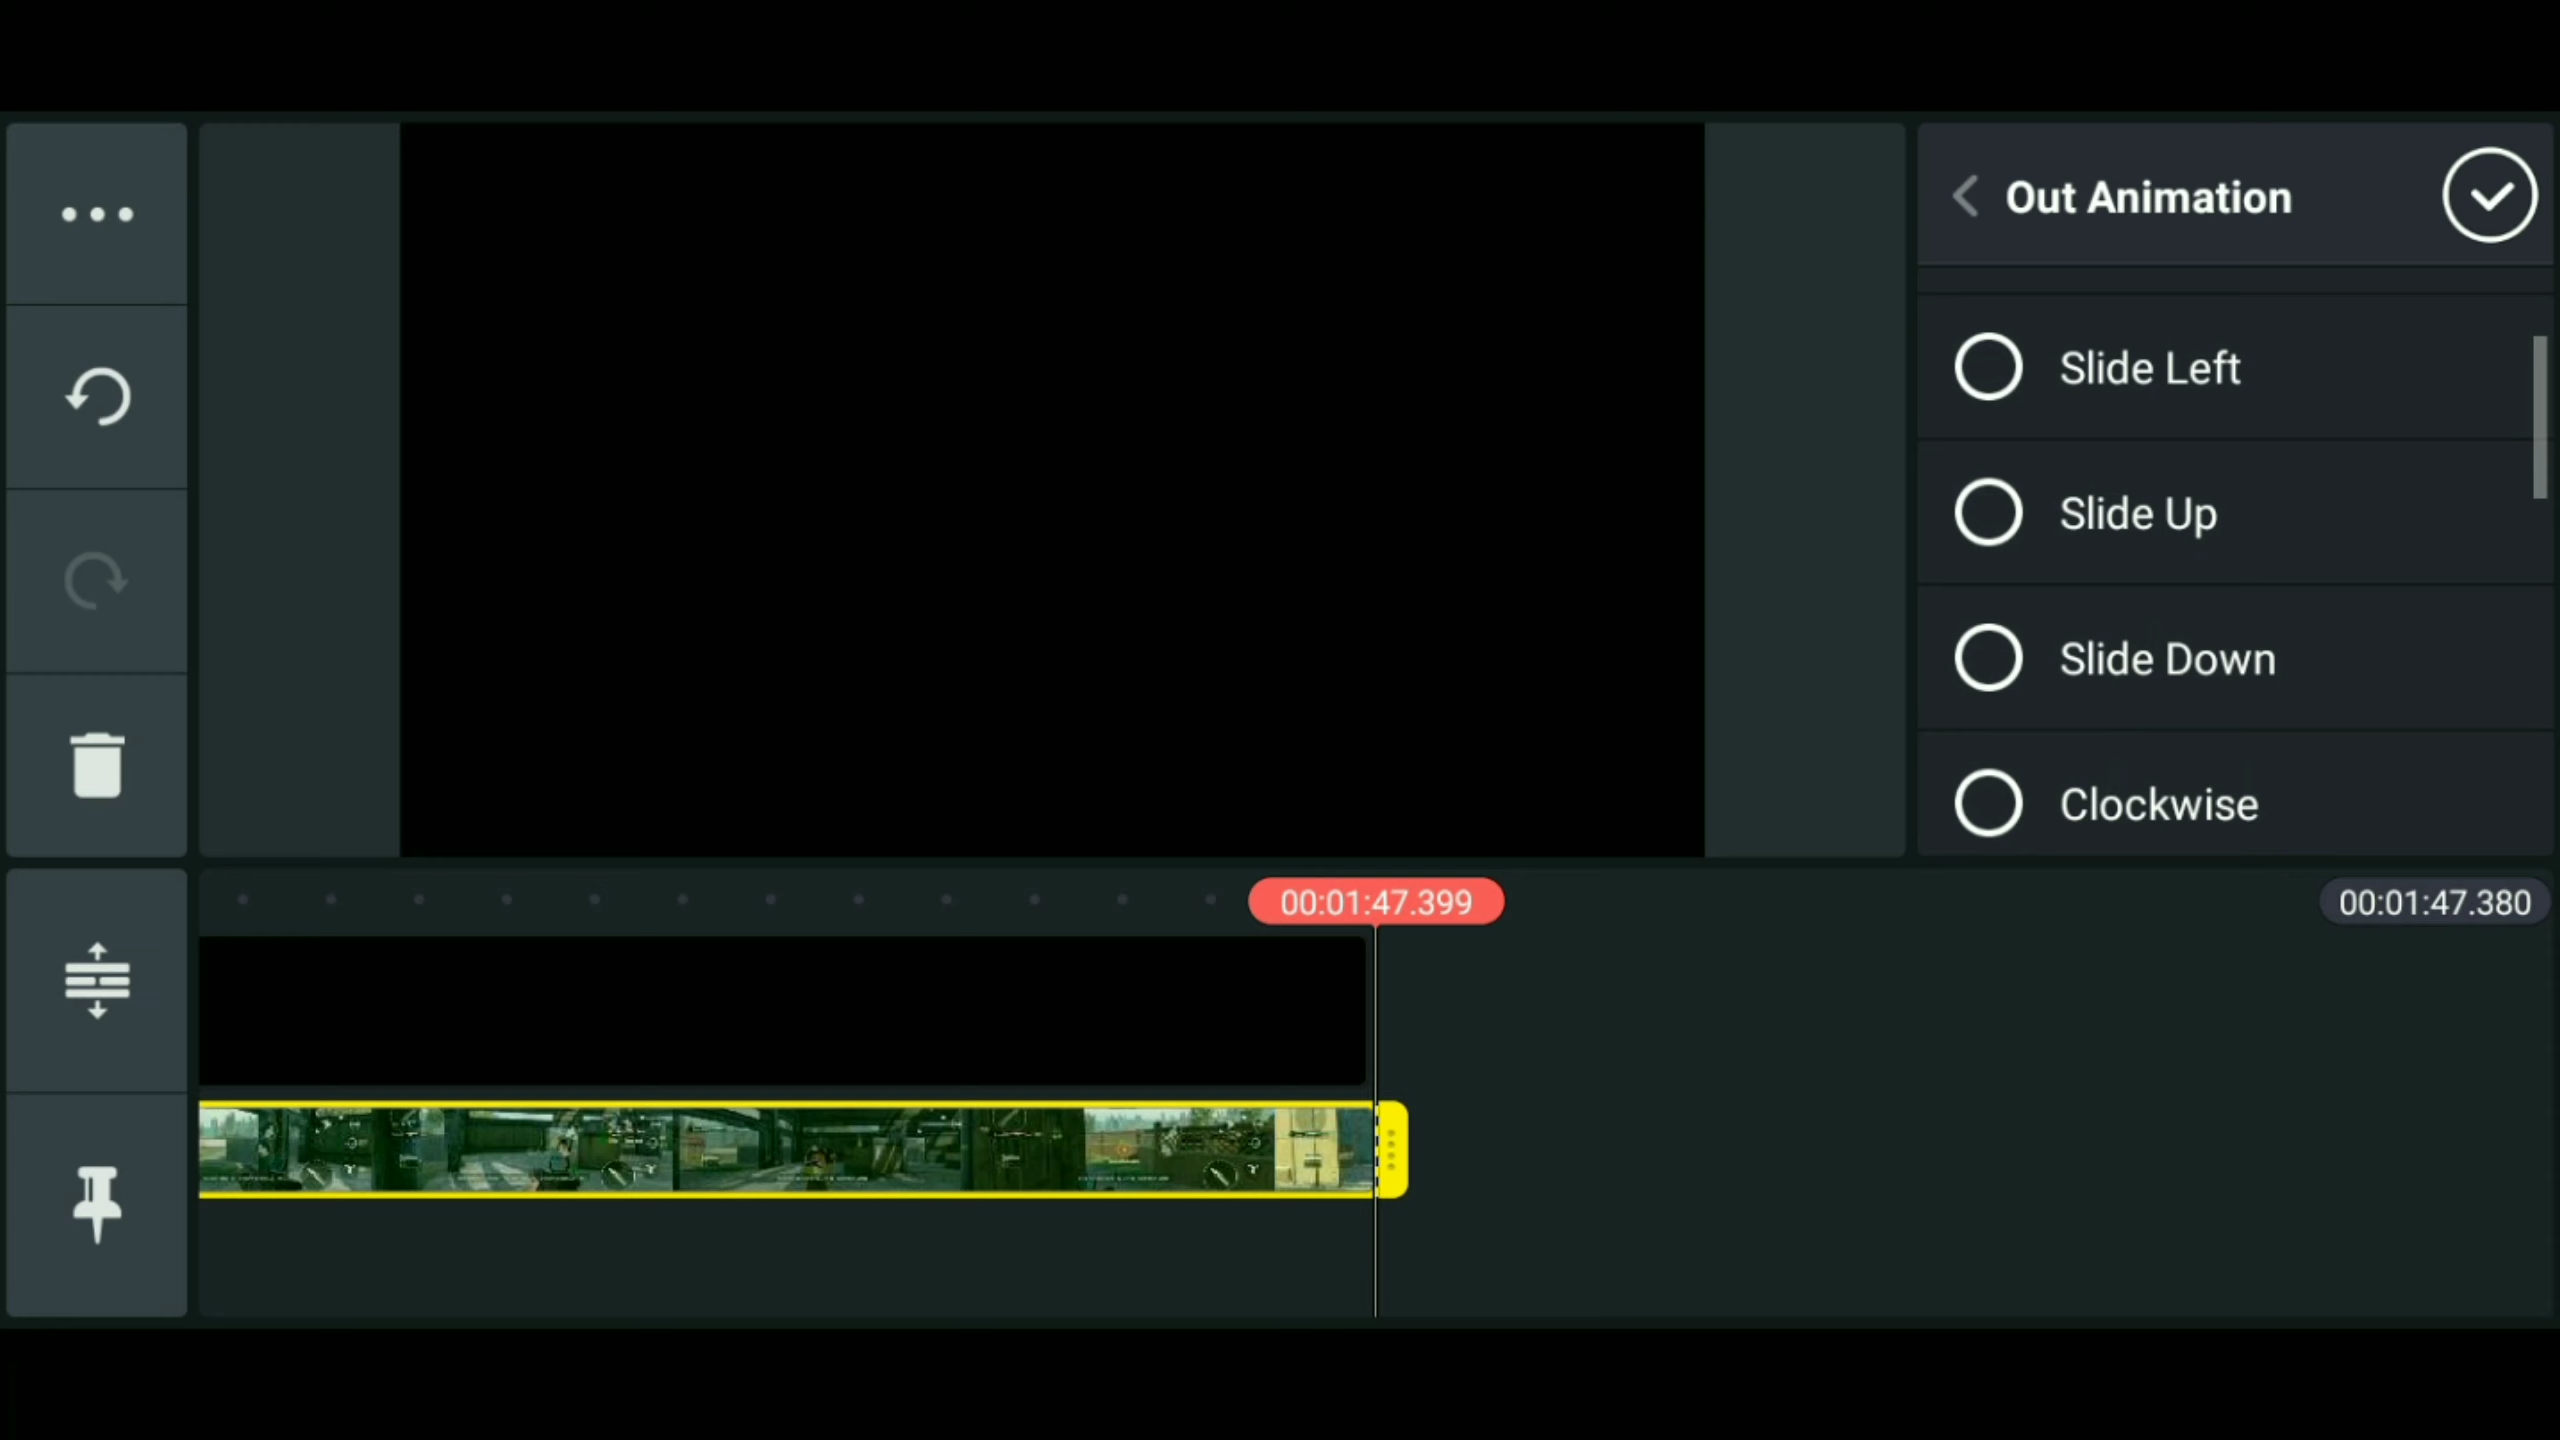 Out Animation
Slide Left
Slide Up
Slide Down
Clockwise
00:01:47.399
00:01:47.380